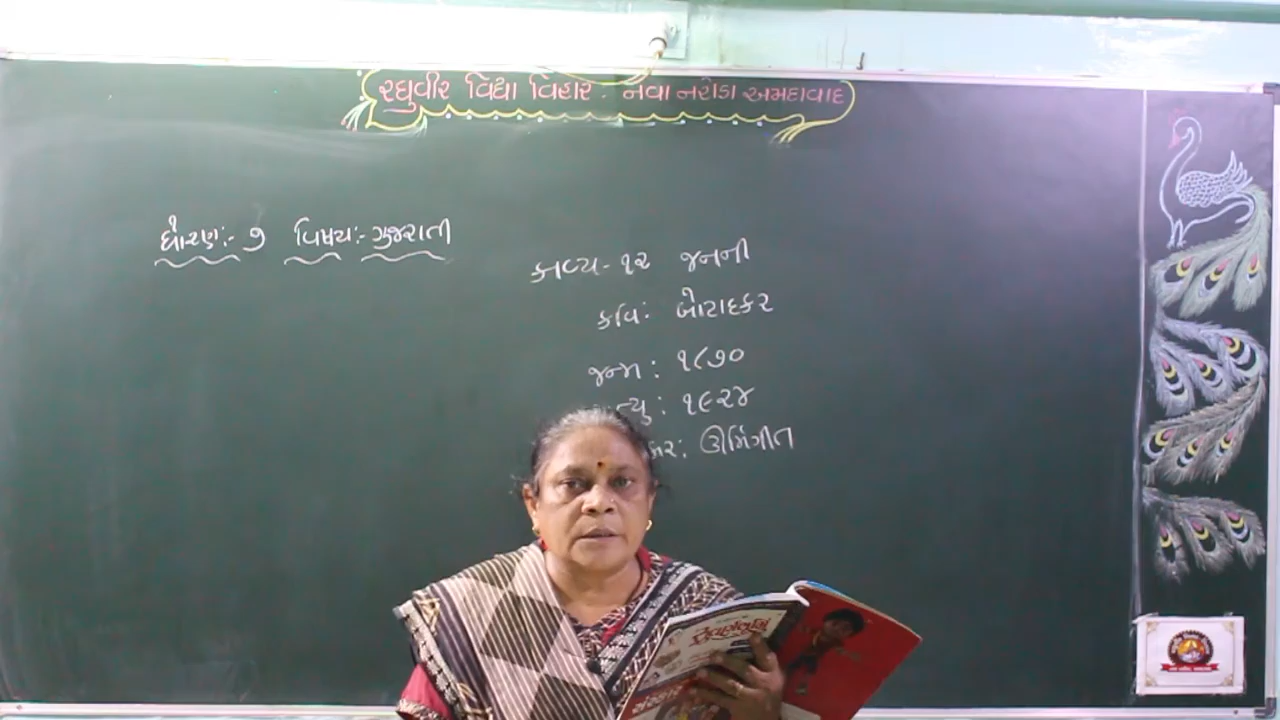 રઘુવીર વિદ્યા વિહાર - નવા નરોડા અમદાવાદ
ધોરણ:- ૭ વિષય:- ગુજરાતી
કાવ્ય - ૧૨ જનની
કવિ: બોટાદકર
જન્મ : ૧૮૭૦
: ૧૯૨૪
: ઊર્મિગીત